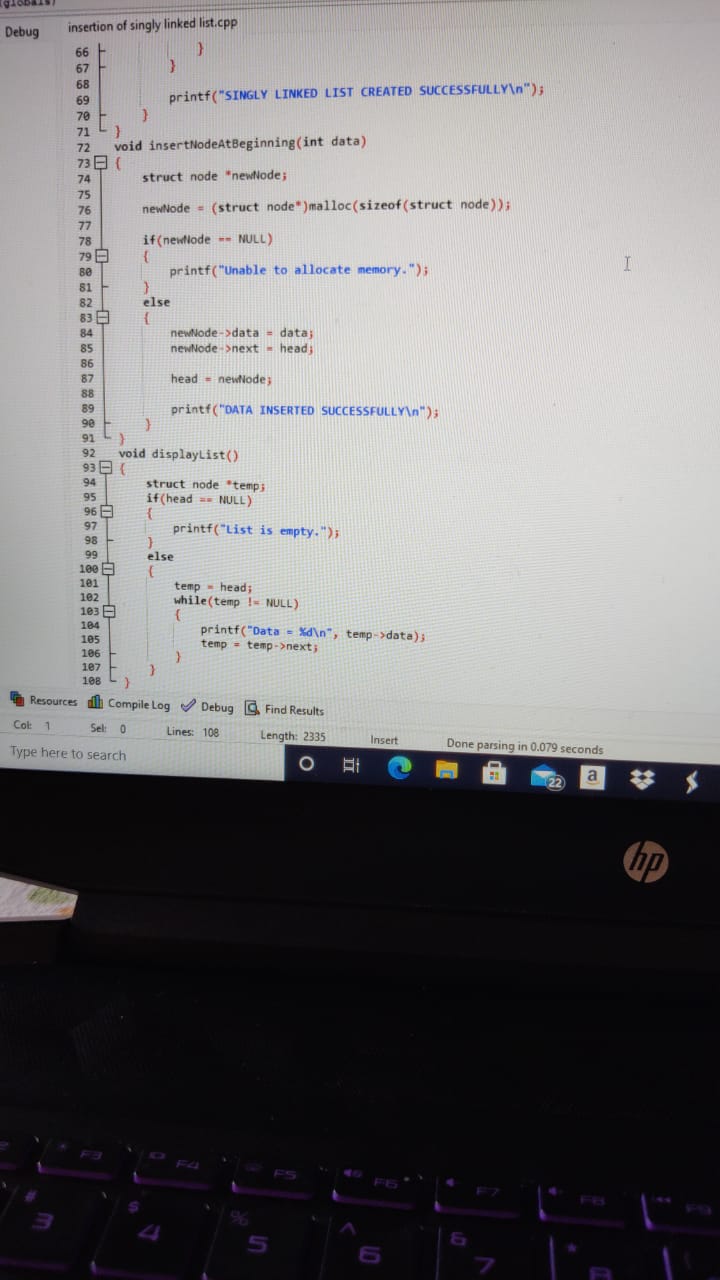 (globals)
Debug insertion of singly linked list.cpp
66 }
67 }
68
69 printf("SINGLY LINKED LIST CREATED SUCCESSFULLY\n");
70 }
71 }
72 void insertNodeAtBeginning(int data)
73 {
74 struct node *newNode;
75
76 newNode = (struct node*)malloc(sizeof(struct node));
77
78 if(newNode == NULL)
79 {
80 printf("Unable to allocate memory.");
81 }
82 else
83 {
84 newNode->data = data;
85 newNode->next = head;
86
87 head = newNode;
88
89 printf("DATA INSERTED SUCCESSFULLY\n");
90 }
91 }
92 void displayList()
93 {
94 struct node *temp;
95 if(head == NULL)
96 {
97 printf("List is empty.");
98 }
99 else
100 {
101 temp = head;
102 while(temp != NULL)
103 {
104 printf("Data = %d\n", temp->data);
105 temp = temp->next;
106 }
107 }
108 }
Resources Compile Log Debug Find Results
Col: 1 Sel: 0 Lines: 108 Length: 2335 Insert Done parsing in 0.079 seconds
Type here to search 22 a
hp
F3 F4 F5 F6 F7 F8 F9
# $ % ^ & *
3 4 5 6 7 8